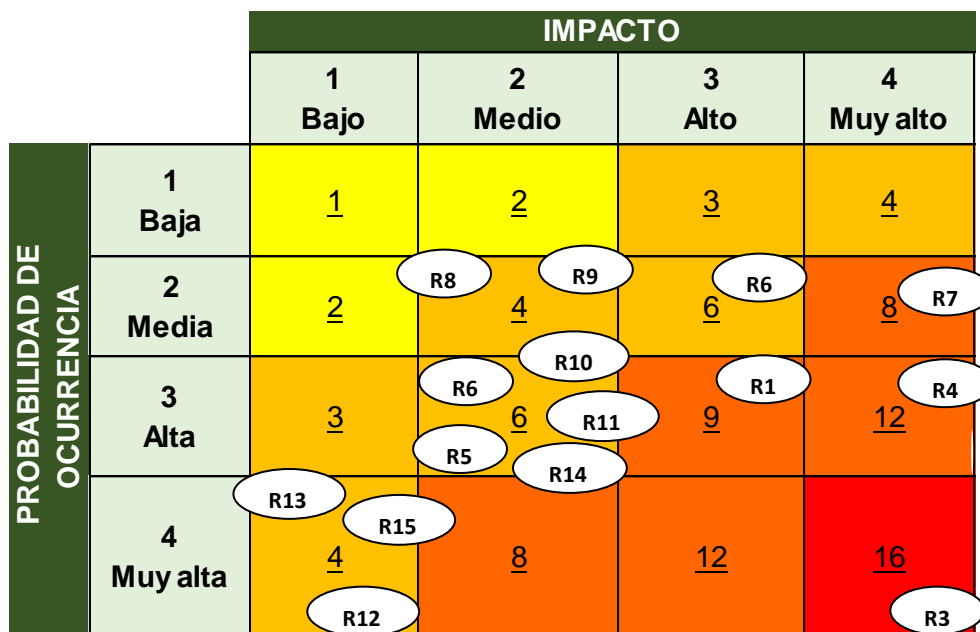 IMPACTO
1 2 3 4
Bajo Medio Alto Muy alto
PROBABILIDAD DE
OCURRENCIA
1
Baja
1 2 3 4
R8 R9 R6 R7
2
Media
2 4 6 8
R10
R6 R1 R4
3
Alta
3 6 9 12
R11
R5
R14
R13
R15
4
Muy alta
4 8 12 16
R12 R3